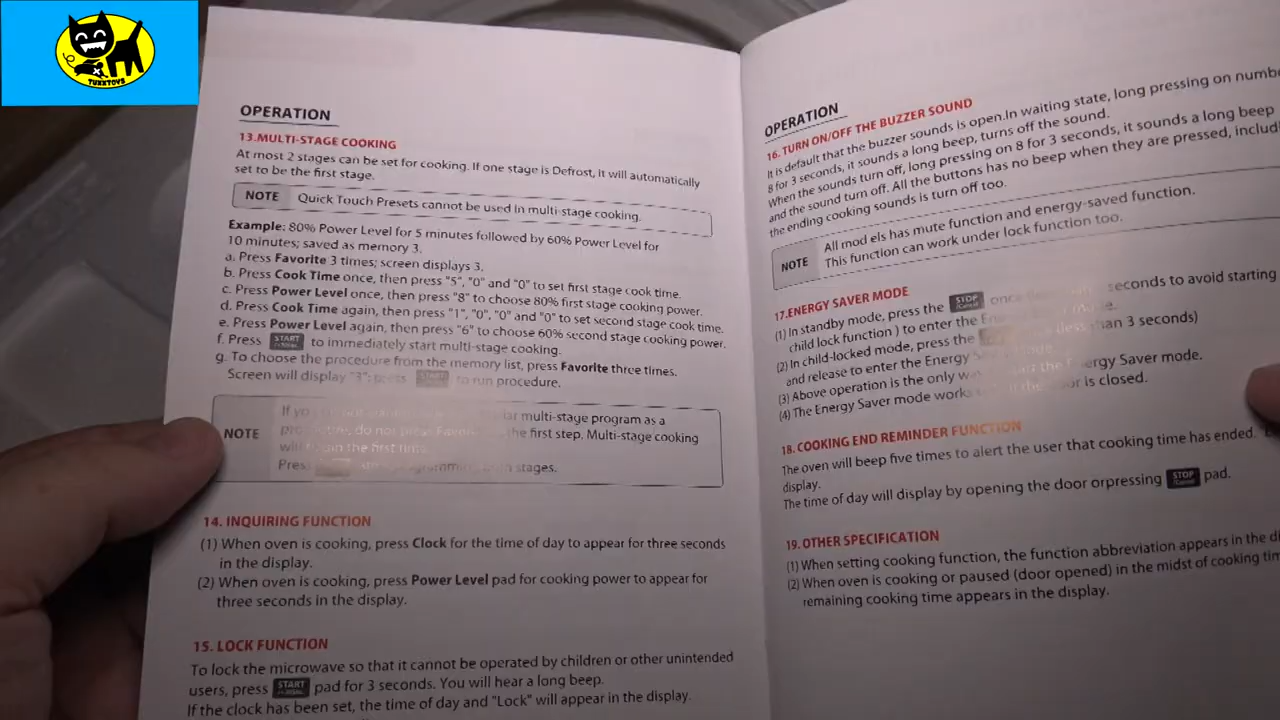 TUXXTOYS
OPERATION
13.MULTI-STAGE COOKING
At most 2 stages can be set for cooking. If one stage is Defrost, it will automatically
set to be the first stage.
NOTE Quick Touch Presets cannot be used in multi-stage cooking.
Example: 80% Power Level for 5 minutes followed by 60% Power Level for
10 minutes; saved as memory 3.
a. Press Favorite 3 times; screen displays 3.
b. Press Cook Time once, then press "5", "0" and "0" to set first stage cook time.
c. Press Power Level once, then press "8" to choose 80% first stage cooking power.
d. Press Cook Time again, then press "1", "0", "0" and "0" to set second stage cook time.
e. Press Power Level again, then press "6" to choose 60% second stage cooking power.
f. Press START to immediately start multi-stage cooking.
g. To choose the procedure from the memory list, press Favorite three times.
Screen will display "3"; press START to run procedure.
If you multi-stage program as a
NOTE do not press the first step. Multi-stage cooking
will the first time.
Press programming both stages.
14. INQUIRING FUNCTION
(1) When oven is cooking, press Clock for the time of day to appear for three seconds
in the display.
(2) When oven is cooking, press Power Level pad for cooking power to appear for
three seconds in the display.
15. LOCK FUNCTION
To lock the microwave so that it cannot be operated by children or other unintended
users, press START pad for 3 seconds. You will hear a long beep.
If the clock has been set, the time of day and "Lock" will appear in the display.
OPERATION
16. TURN ON/OFF THE BUZZER SOUND
It is default that the buzzer sounds is open.In waiting state, long pressing on
8 for 3 seconds, it sounds a long beep, turns off the sound.
When the sounds turn off, long pressing on 8 for 3 seconds, it sounds a long beep
and the sound turn off. All the buttons has no beep when they are pressed,
the ending cooking sounds is turn off too.
NOTE All mod els has mute function and energy-saved function.
This function can work under lock function too.
17.ENERGY SAVER MODE
(1) In standby mode, press the STOP /Cancel once seconds to avoid starting
child lock function ) to enter the
(2) In child-locked mode, press the less than 3 seconds)
and release to enter the Energy
(3) Above operation is the only the Energy Saver mode.
(4) The Energy Saver mode works door is closed.
18. COOKING END REMINDER FUNCTION
The oven will beep five times to alert the user that cooking time has ended.
display.
The time of day will display by opening the door orpressing STOP /Cancel pad.
19. OTHER SPECIFICATION
(1) When setting cooking function, the function abbreviation appears in the
(2) When oven is cooking or paused (door opened) in the midst of cooking
remaining cooking time appears in the display.